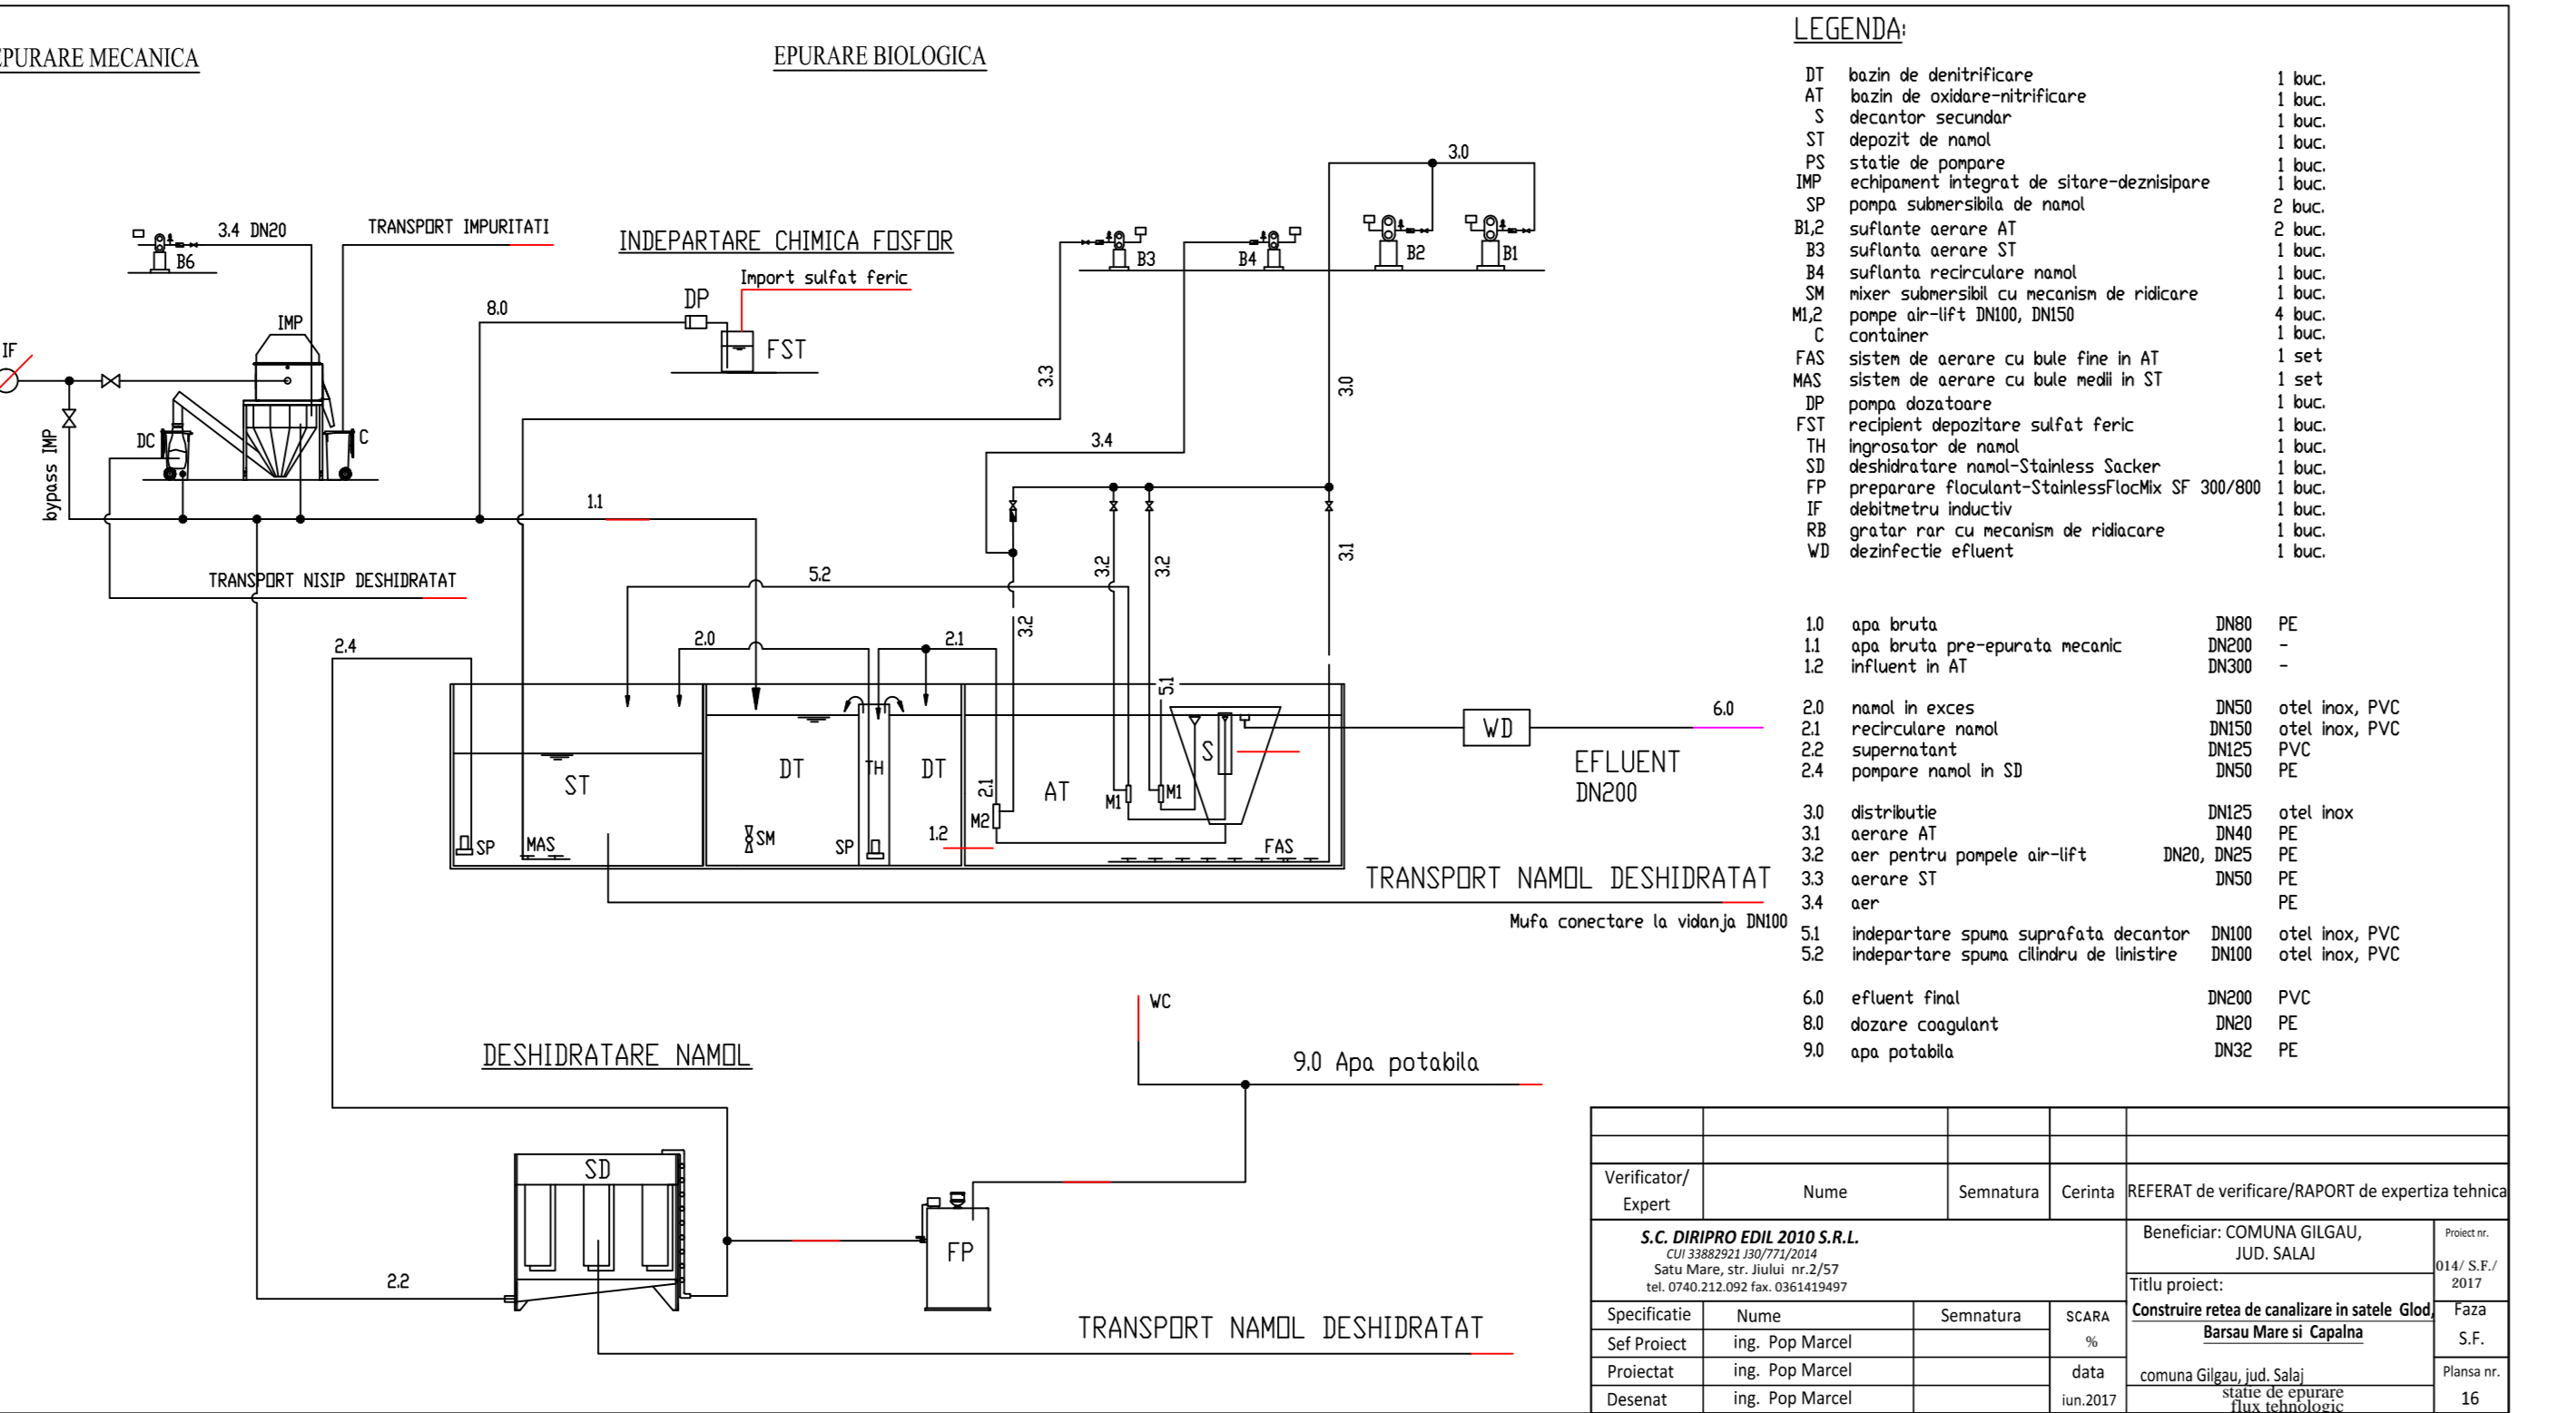 EPURARE MECANICA
EPURARE BIOLOGICA
3.4 DN20
B6
TRANSPORT IMPURITATI
INDEPARTARE CHIMICA FOSFOR
Import sulfat feric
DP
FST
8.0
IMP
IF
DC
C
bypass IMP
1.1
TRANSPORT NISIP DESHIDRATAT
B3
B4
B2
B1
3.0
3.3
3.0
3.4
3.2
3.2
3.1
5.2
3.2
2.4
2.0
2.1
5.1
ST
DT
TH
DT
AT
S
2.1
M2
M1
M1
1.2
SP
MAS
SM
SP
FAS
WD
6.0
EFLUENT
DN200
TRANSPORT NAMOL DESHIDRATAT
Mufa conectare la vidanja DN100
WC
DESHIDRATARE NAMOL
9.0 Apa potabila
SD
FP
2.2
TRANSPORT NAMOL DESHIDRATAT
LEGENDA:
DT bazin de denitrificare 1 buc.
AT bazin de oxidare-nitrificare 1 buc.
S decantor secundar 1 buc.
ST depozit de namol 1 buc.
PS statie de pompare 1 buc.
IMP echipament integrat de sitare-deznisipare 1 buc.
SP pompa submersibila de namol 2 buc.
B1,2 suflante aerare AT 2 buc.
B3 suflanta aerare ST 1 buc.
B4 suflanta recirculare namol 1 buc.
SM mixer submersibil cu mecanism de ridicare 1 buc.
M1,2 pompe air-lift DN100, DN150 4 buc.
C container 1 buc.
FAS sistem de aerare cu bule fine in AT 1 set
MAS sistem de aerare cu bule medii in ST 1 set
DP pompa dozatoare 1 buc.
FST recipient depozitare sulfat feric 1 buc.
TH ingrosator de namol 1 buc.
SD deshidratare namol-Stainless Sacker 1 buc.
FP preparare floculant-StainlessFlocMix SF 300/800 1 buc.
IF debitmetru inductiv 1 buc.
RB gratar rar cu mecanism de ridiacare 1 buc.
WD dezinfectie efluent 1 buc.
1.0 apa bruta DN80 PE
1.1 apa bruta pre-epurata mecanic DN200 -
1.2 influent in AT DN300 -
2.0 namol in exces DN50 otel inox, PVC
2.1 recirculare namol DN150 otel inox, PVC
2.2 supernatant DN125 PVC
2.4 pompare namol in SD DN50 PE
3.0 distributie DN125 otel inox
3.1 aerare AT DN40 PE
3.2 aer pentru pompele air-lift DN20, DN25 PE
3.3 aerare ST DN50 PE
3.4 aer PE
5.1 indepartare spuma suprafata decantor DN100 otel inox, PVC
5.2 indepartare spuma cilindru de linistire DN100 otel inox, PVC
6.0 efluent final DN200 PVC
8.0 dozare coagulant DN20 PE
9.0 apa potabila DN32 PE
Verificator/
Expert
Nume
Semnatura
Cerinta
REFERAT de verificare/RAPORT de expertiza tehnica
S.C. DIRIPRO EDIL 2010 S.R.L.
CUI 33882921 J30/771/2014
Satu Mare, str. Jiului nr.2/57
tel. 0740.212.092 fax. 0361419497
Beneficiar: COMUNA GILGAU,
JUD. SALAJ
Proiect nr.
014/ S.F./
2017
Specificatie Nume Semnatura SCARA
Sef Proiect ing. Pop Marcel %
Proiectat ing. Pop Marcel data
Desenat ing. Pop Marcel iun.2017
Titlu proiect:
Construire retea de canalizare in satele Glod,
Barsau Mare si Capalna
comuna Gilgau, jud. Salaj
statie de epurare
flux tehnologic
Faza
S.F.
Plansa nr.
16